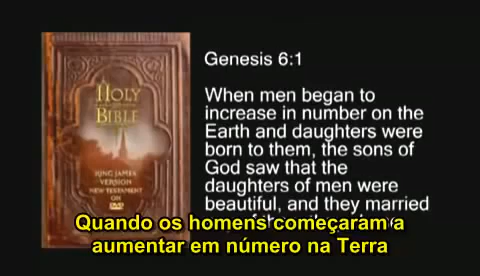 HOLY
BIBLE
KING JAMES
VERSION
NEW TESTAMENT
ON
DVD
Genesis 6:1
When men began to
increase in number on the
Earth and daughters were
born to them, the sons of
God saw that the
daughters of men were
beautiful, and they married
Quando os homens começaram a
aumentar em número na Terra